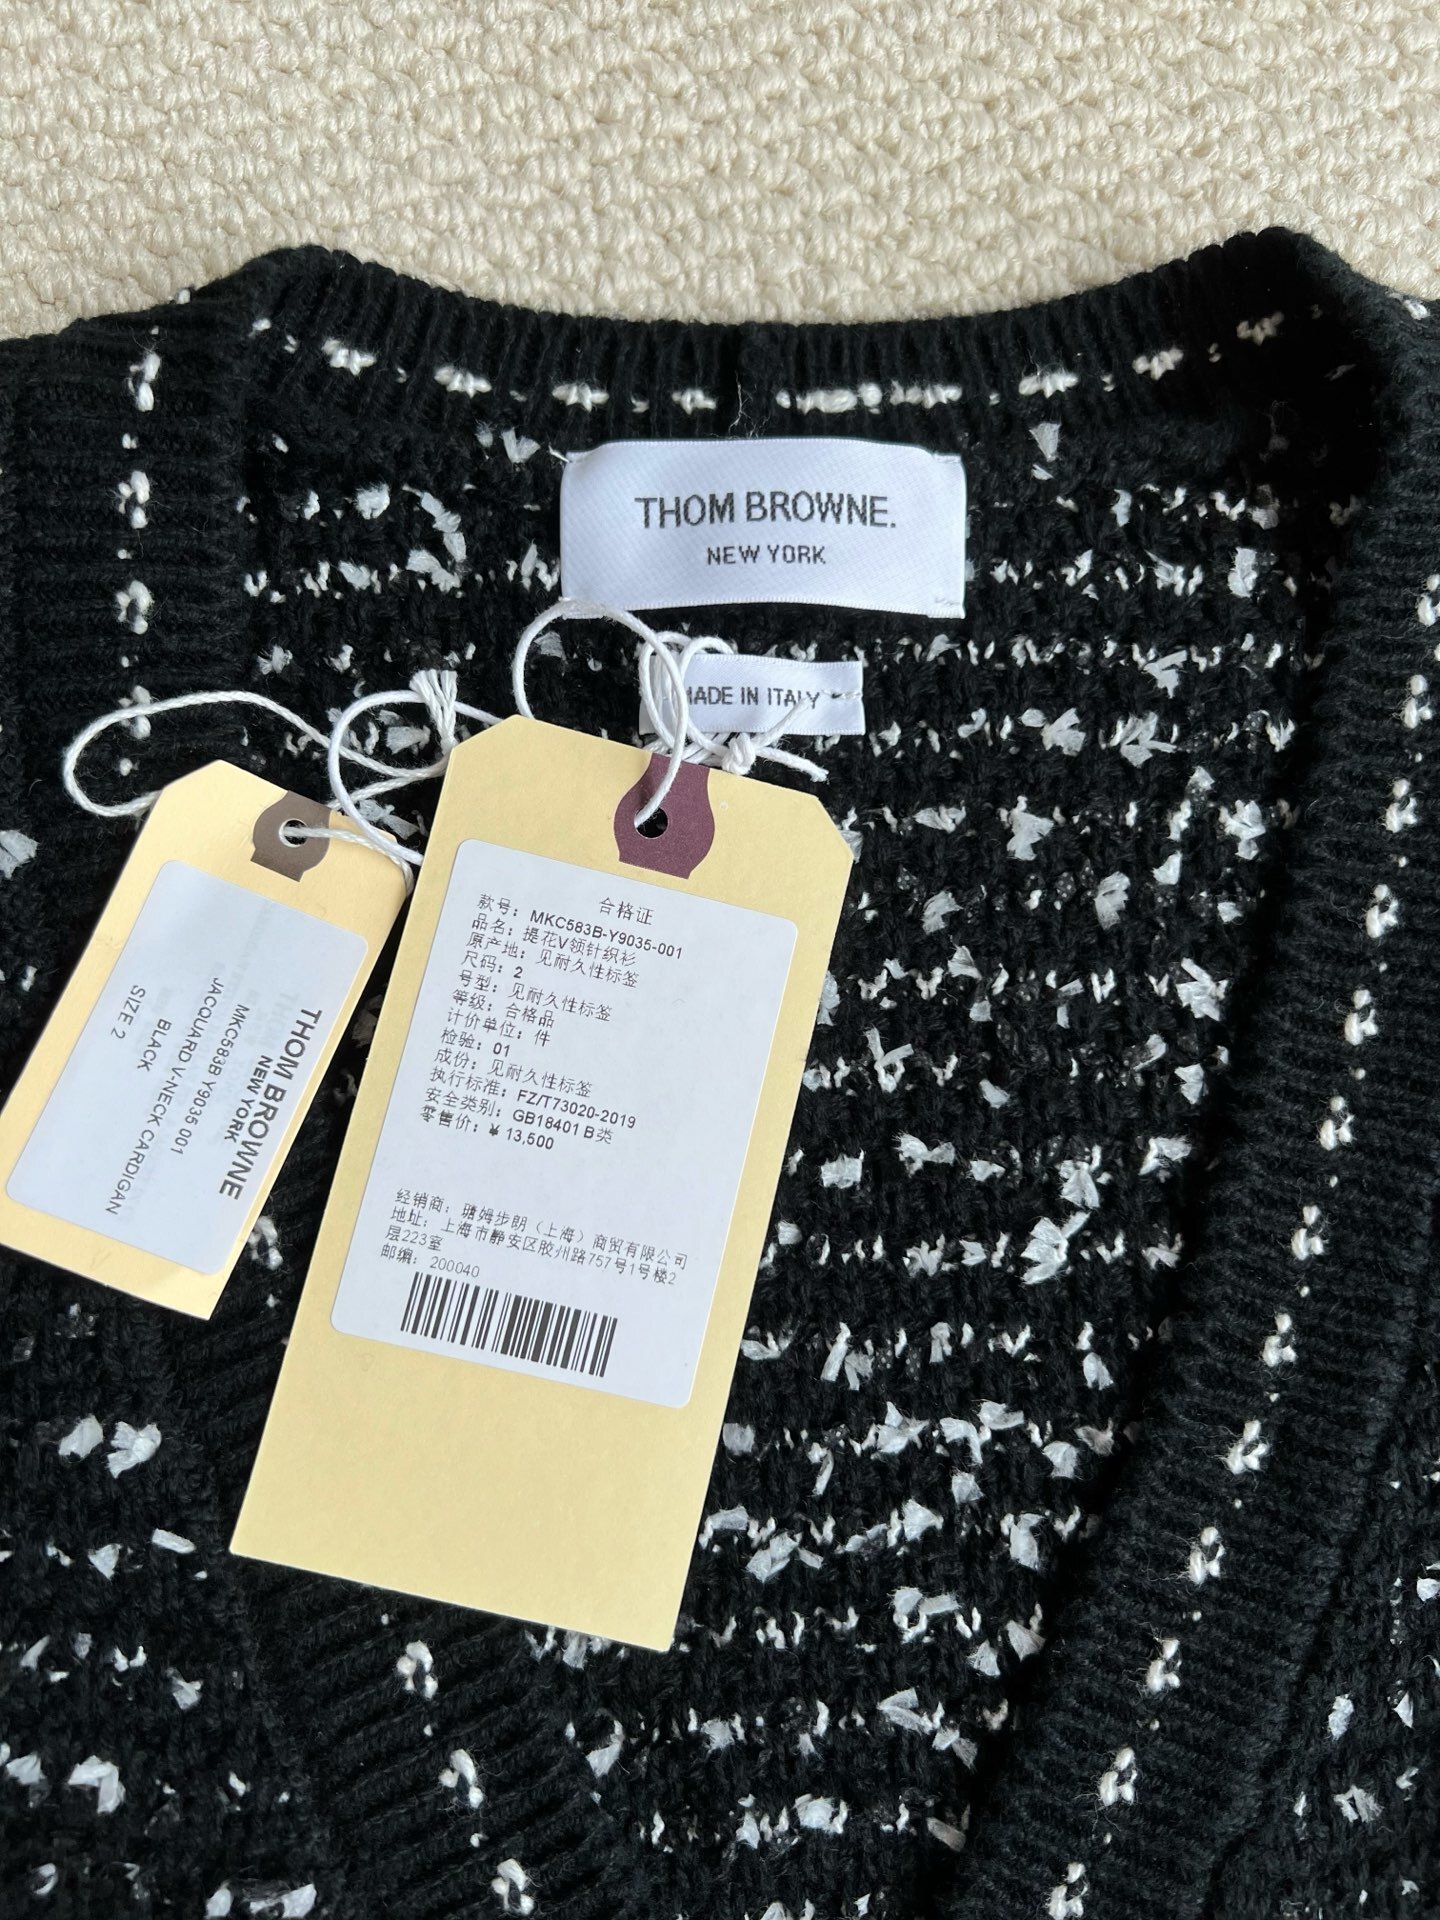 THOM BROWNE.
NEW YORK
MADE IN ITALY
合格证
款号：MKC583B-Y9035-001
品名：提花V领针织衫
原产地：见耐久性标签
尺码：2
号型：见耐久性标签
等级：合格品
计价单位：件
检验：01
成份：见耐久性标签
执行标准：FZ/T73020-2019
安全类别：GB18401 B类
零售价：¥ 13,500
经销商：瑭姆步朗（上海）商贸有限公司
地址：上海市静安区胶州路757号1号楼2
层223室
邮编：200040
THOM BROWNE
NEW YORK
MKC583B Y9035 001
JACQUARD V-NECK CARDIGAN
BLACK
SIZE 2